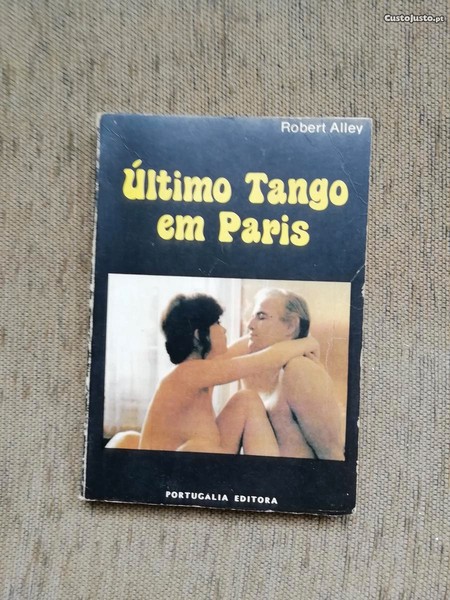 CustoJusto.pt
Robert Alley
Último Tango
em Paris
PORTUGALIA EDITORA